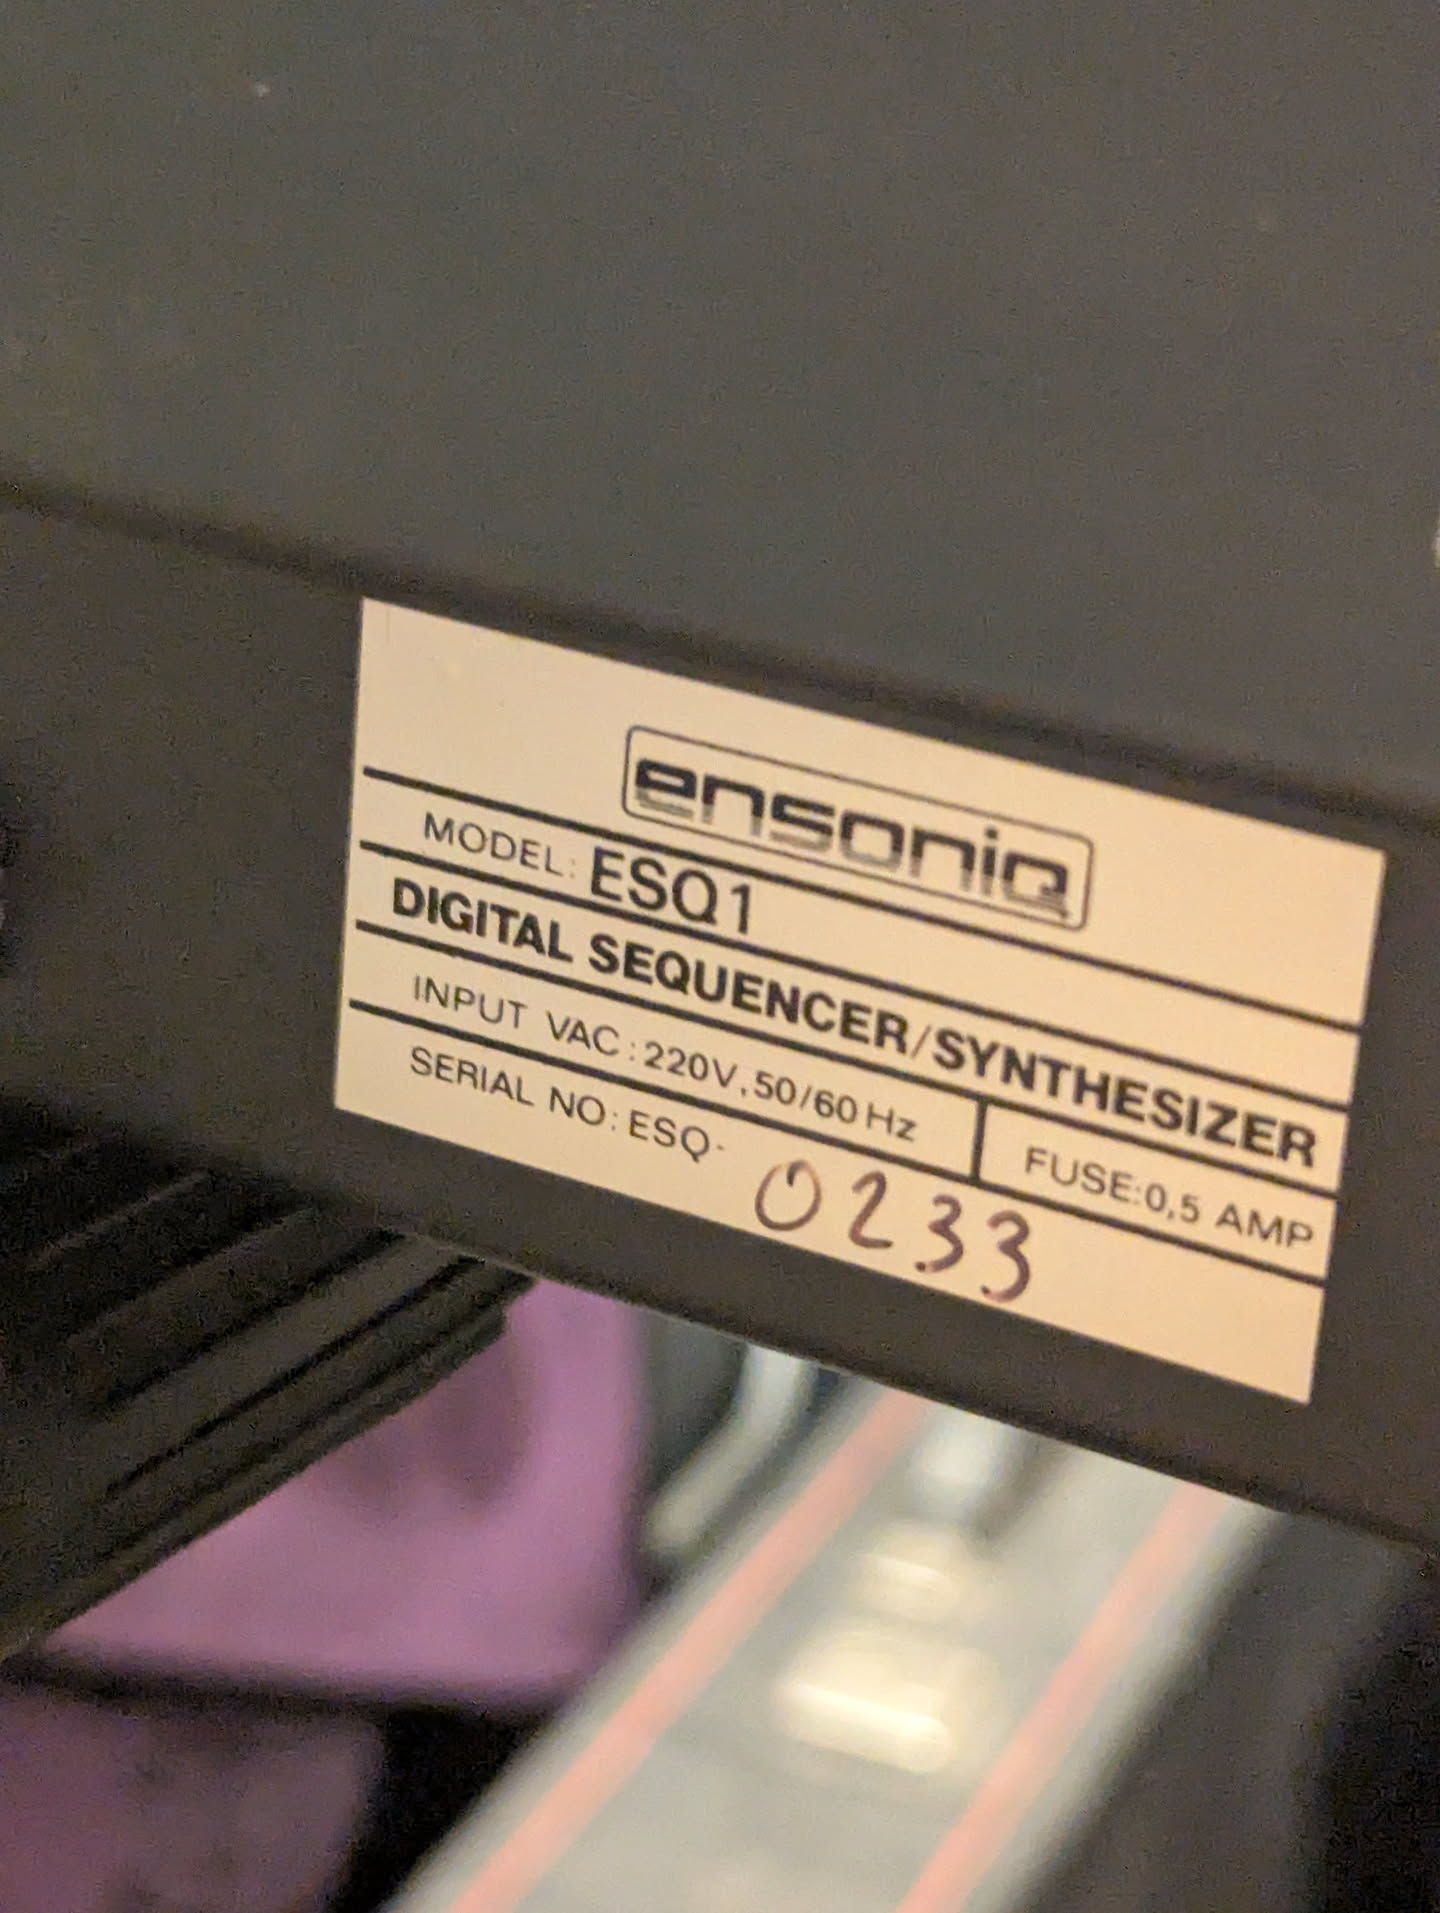 ensoniq
MODEL: ESQ1
DIGITAL SEQUENCER/SYNTHESIZER
INPUT VAC: 220V, 50/60 Hz FUSE: 0,5 AMP
SERIAL NO: ESQ- 0233